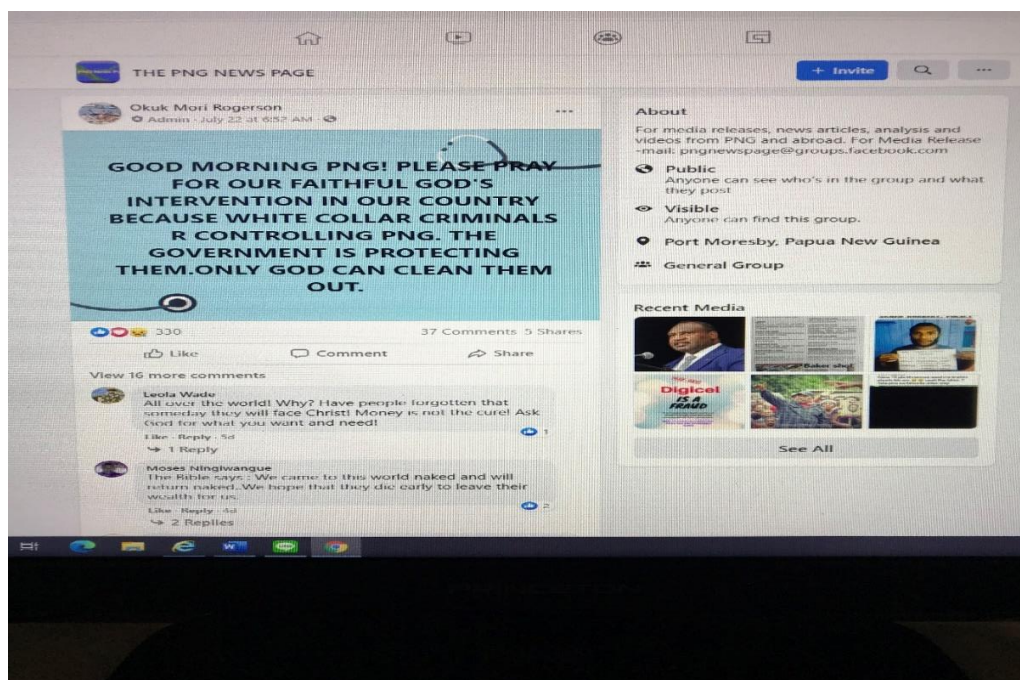 THE PNG NEWS PAGE
+ Invite
Okuk Mori Rogerson
Admin · July 22 at 6:52 AM ·
GOOD MORNING PNG! PLEASE PRAY
FOR OUR FAITHFUL GOD'S
INTERVENTION IN OUR COUNTRY
BECAUSE WHITE COLLAR CRIMINALS
R CONTROLLING PNG. THE
GOVERNMENT IS PROTECTING
THEM.ONLY GOD CAN CLEAN THEM
OUT.
330
37 Comments 5 Shares
Like
Comment
Share
View 16 more comments
Leola Wade
All over the world! Why? Have people forgotten that
someday they will face Christ! Money is not the cure! Ask
God for what you want and need!
1
Like · Reply · 5d
1 Reply
Moses Ningiwangue
The Bible says : We came to this world naked and will
return naked. We hope that they die early to leave their
wealth for us.
2
Like · Reply · 4d
2 Replies
About
For media releases, news articles, analysis and
videos from PNG and abroad. For Media Release
-mail: pngnewspage@groups.facebook.com
Public
Anyone can see who's in the group and what
they post
Visible
Anyone can find this group.
Port Moresby, Papua New Guinea
General Group
Recent Media
Digicel
IS A
FRAUD
See All